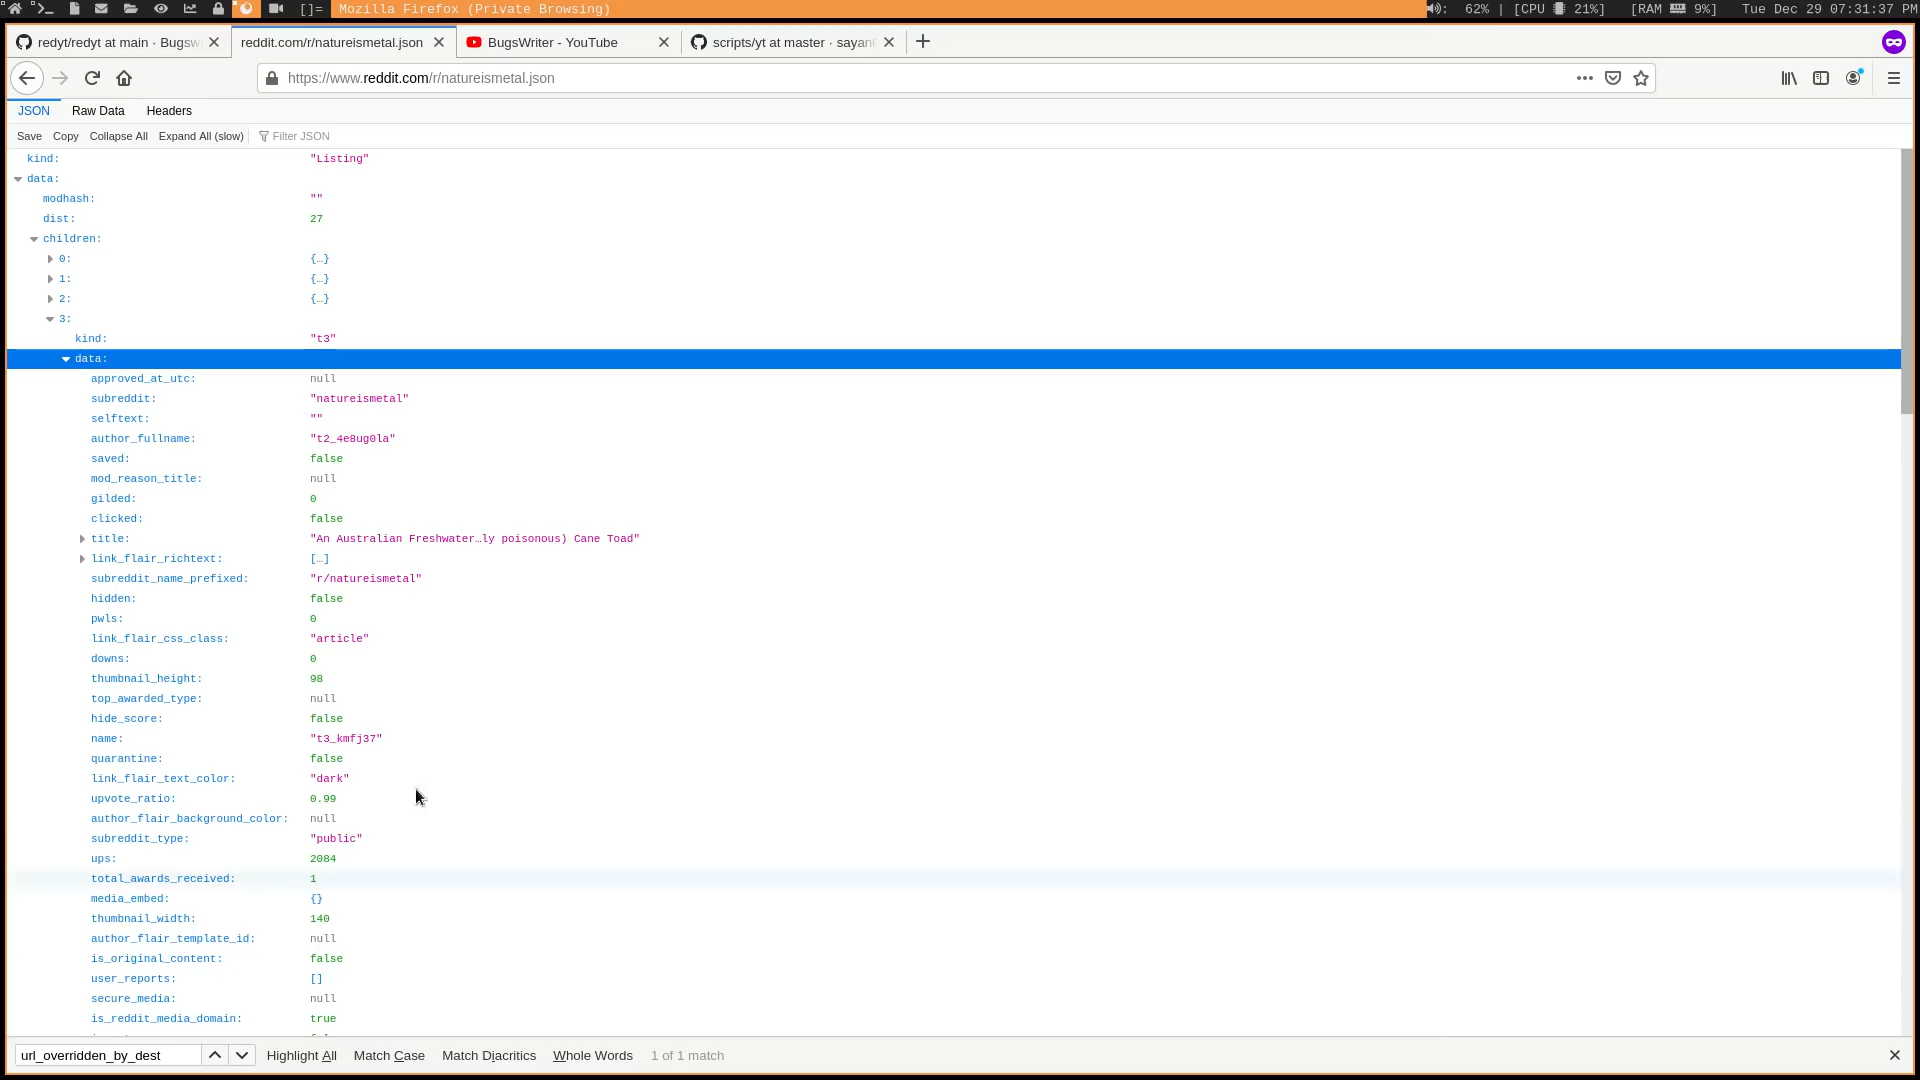 []= Mozilla Firefox (Private Browsing) : 62% | [CPU 21%] [RAM 9%] Tue Dec 29 07:31:37 PM
redyt/redyt at main · Bugsw reddit.com/r/natureismetal.json BugsWriter - YouTube scripts/yt at master · sayan
https://www.reddit.com/r/natureismetal.json
JSON Raw Data Headers
Save Copy Collapse All Expand All (slow) Filter JSON
kind: "Listing"
data:
modhash: ""
dist: 27
children:
0: {…}
1: {…}
2: {…}
3:
kind: "t3"
data:
approved_at_utc: null
subreddit: "natureismetal"
selftext: ""
author_fullname: "t2_4e8ug0la"
saved: false
mod_reason_title: null
gilded: 0
clicked: false
title: "An Australian Freshwater…ly poisonous) Cane Toad"
link_flair_richtext: […]
subreddit_name_prefixed: "r/natureismetal"
hidden: false
pwls: 0
link_flair_css_class: "article"
downs: 0
thumbnail_height: 98
top_awarded_type: null
hide_score: false
name: "t3_kmfj37"
quarantine: false
link_flair_text_color: "dark"
upvote_ratio: 0.99
author_flair_background_color: null
subreddit_type: "public"
ups: 2084
total_awards_received: 1
media_embed: {}
thumbnail_width: 140
author_flair_template_id: null
is_original_content: false
user_reports: []
secure_media: null
is_reddit_media_domain: true
url_overridden_by_dest Highlight All Match Case Match Diacritics Whole Words 1 of 1 match